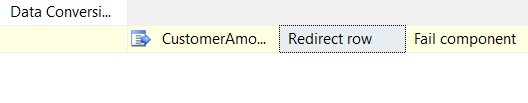 Data Conversi...
CustomerAmo... Redirect row Fail component